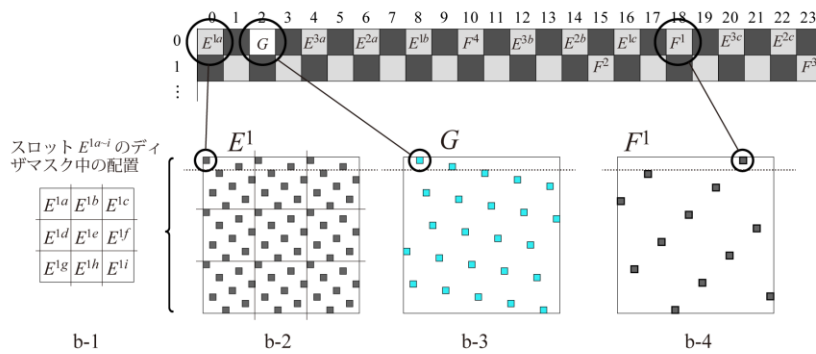 0 1 2 3 4 5 6 7 8 9 10 11 12 13 14 15 16 17 18 19 20 21 22 23
0 E¹ᵃ G E³ᵃ E²ᵃ E¹ᵇ F⁴ E³ᵇ E²ᵇ E¹ᶜ F¹ E³ᶜ E²ᶜ
1 F² F³
⋮
スロット E¹ᵃ⁻ⁱ のディ
ザマスク中の配置
E¹ G F¹
E¹ᵃ E¹ᵇ E¹ᶜ
E¹ᵈ E¹ᵉ E¹ᶠ
E¹ᵍ E¹ʰ E¹ⁱ
b-1 b-2 b-3 b-4